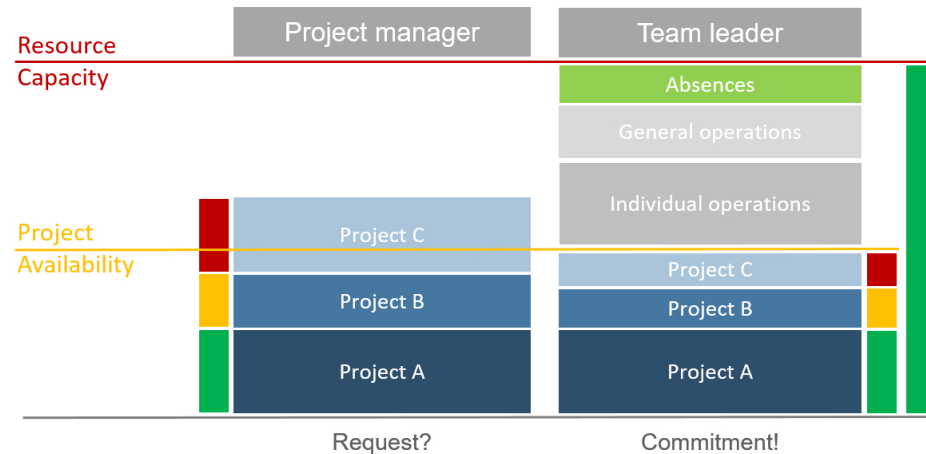 Project manager
Team leader
Resource
Capacity
Absences
General operations
Individual operations
Project C
Project
Availability
Project C
Project B
Project B
Project A
Project A
Request?
Commitment!